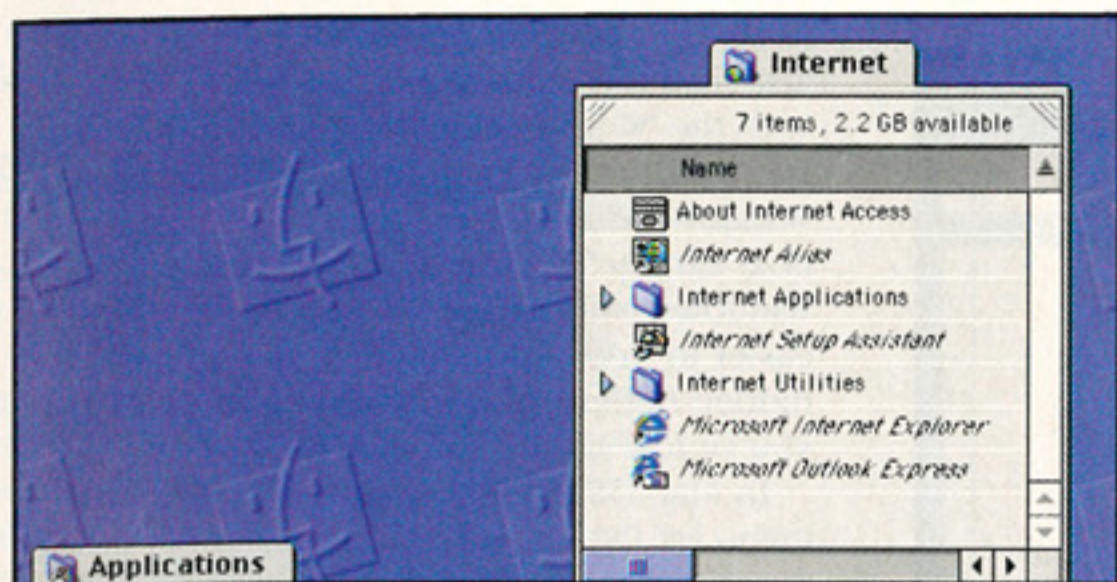 Internet
7 items, 2.2 GB available
Name
About Internet Access
Internet Alias
Internet Applications
Internet Setup Assistant
Internet Utilities
Microsoft Internet Explorer
Microsoft Outlook Express
Applications